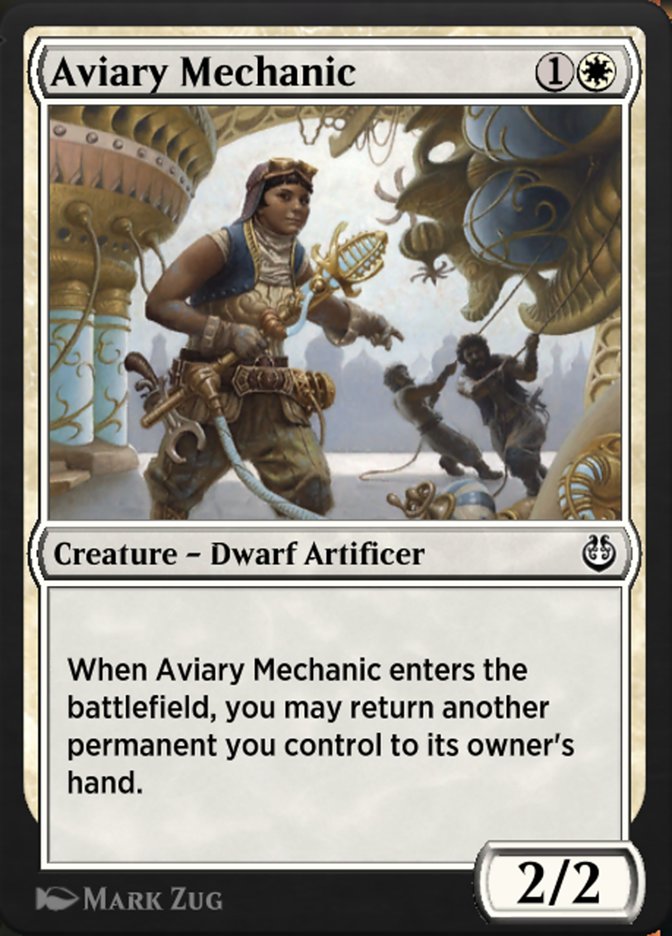 Aviary Mechanic 1
Creature – Dwarf Artificer
When Aviary Mechanic enters the
battlefield, you may return another
permanent you control to its owner's
hand.
2/2
Mark Zug